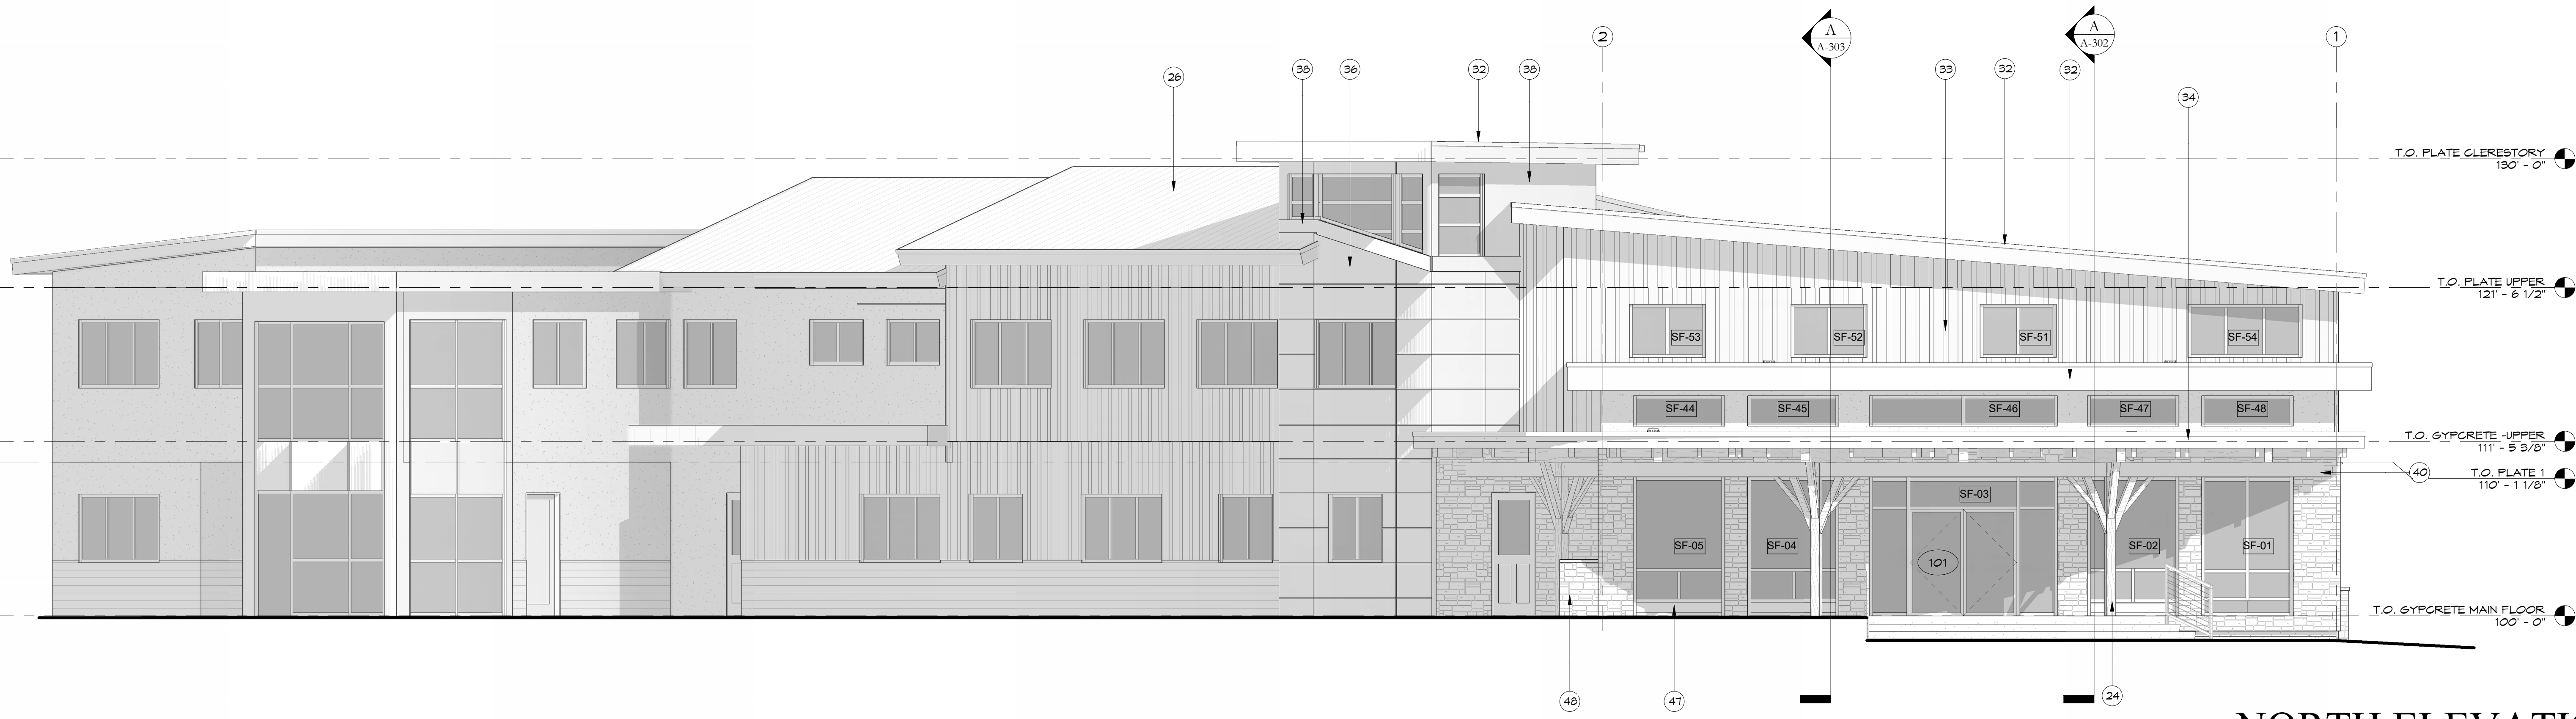 A
A-303
A
A-302
2
1
26
38
36
32
38
33
32
32
34
T.O. PLATE CLERESTORY
130' - 0"
T.O. PLATE UPPER
121' - 6 1/2"
SF-53
SF-52
SF-51
SF-54
SF-44
SF-45
SF-46
SF-47
SF-48
T.O. GYPCRETE -UPPER
111' - 5 3/8"
40
T.O. PLATE 1
110' - 1 1/8"
SF-03
SF-05
SF-04
SF-02
SF-01
101
T.O. GYPCRETE MAIN FLOOR
100' - 0"
48
47
24